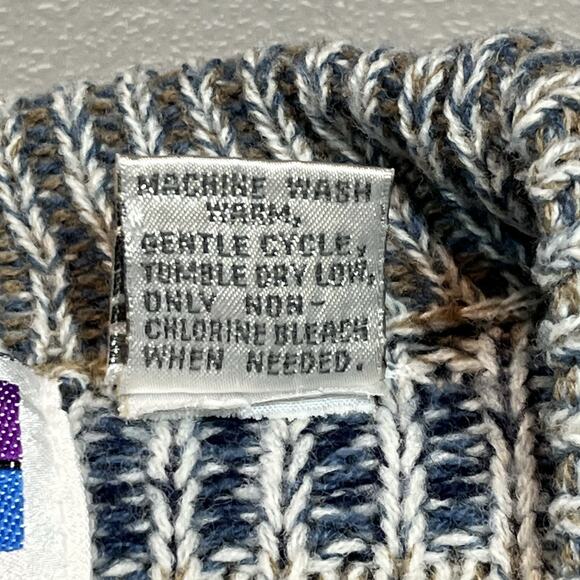 MACHINE WASH
WARM,
GENTLE CYCLE,
TUMBLE DRY LOW,
ONLY NON-
CHLORINE BLEACH
WHEN NEEDED.